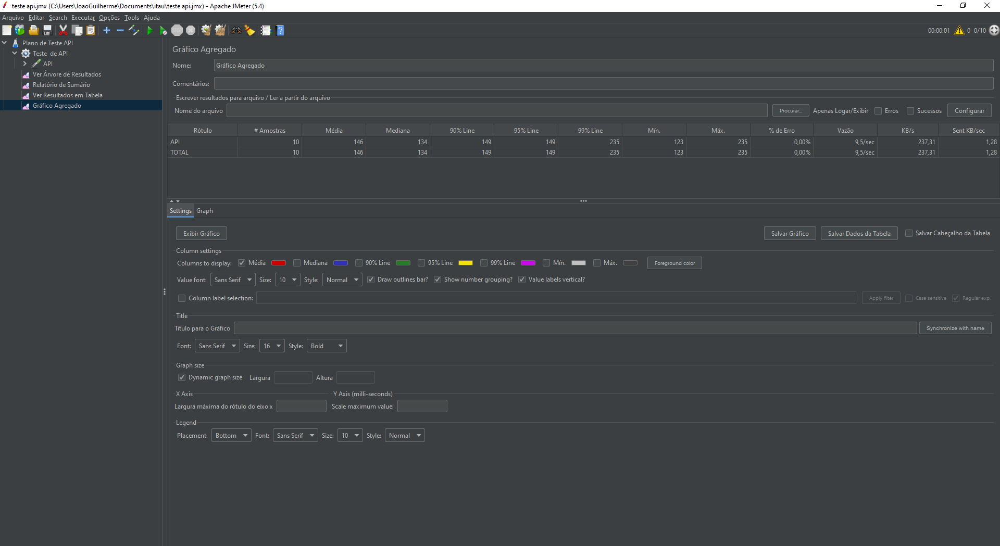 teste api.jmx (C:\Users\JoaoGuilherme\Documents\itau\teste api.jmx) - Apache JMeter (5.4)
Arquivo Editar Search Executar Opções Tools Ajuda
00:00:01 0 0/10
Plano de Teste API
Teste de API
API
Ver Árvore de Resultados
Relatório de Sumário
Ver Resultados em Tabela
Gráfico Agregado
Gráfico Agregado
Nome: Gráfico Agregado
Comentários:
Escrever resultados para arquivo / Ler a partir do arquivo
Nome do arquivo Procurar... Apenas Logar/Exibir Erros Sucessos Configurar
Rótulo # Amostras Média Mediana 90% Line 95% Line 99% Line Mín. Máx. % de Erro Vazão KB/s Sent KB/sec
API 10 146 134 149 149 235 123 235 0,00% 9,5/sec 237,31 1,28
TOTAL 10 146 134 149 149 235 123 235 0,00% 9,5/sec 237,31 1,28
Settings Graph
Exibir Gráfico Salvar Gráfico Salvar Dados da Tabela Salvar Cabeçalho da Tabela
Column settings
Columns to display: Média Mediana 90% Line 95% Line 99% Line Mín. Máx. Foreground color
Value font: Sans Serif Size: 10 Style: Normal Draw outlines bar? Show number grouping? Value labels vertical?
Column label selection: Apply filter Case sensitive Regular exp.
Title
Título para o Gráfico Synchronize with name
Font: Sans Serif Size: 16 Style: Bold
Graph size
Dynamic graph size Largura Altura
X Axis Y Axis (milli-seconds)
Largura máxima do rótulo do eixo x Scale maximum value:
Legend
Placement: Bottom Font: Sans Serif Size: 10 Style: Normal